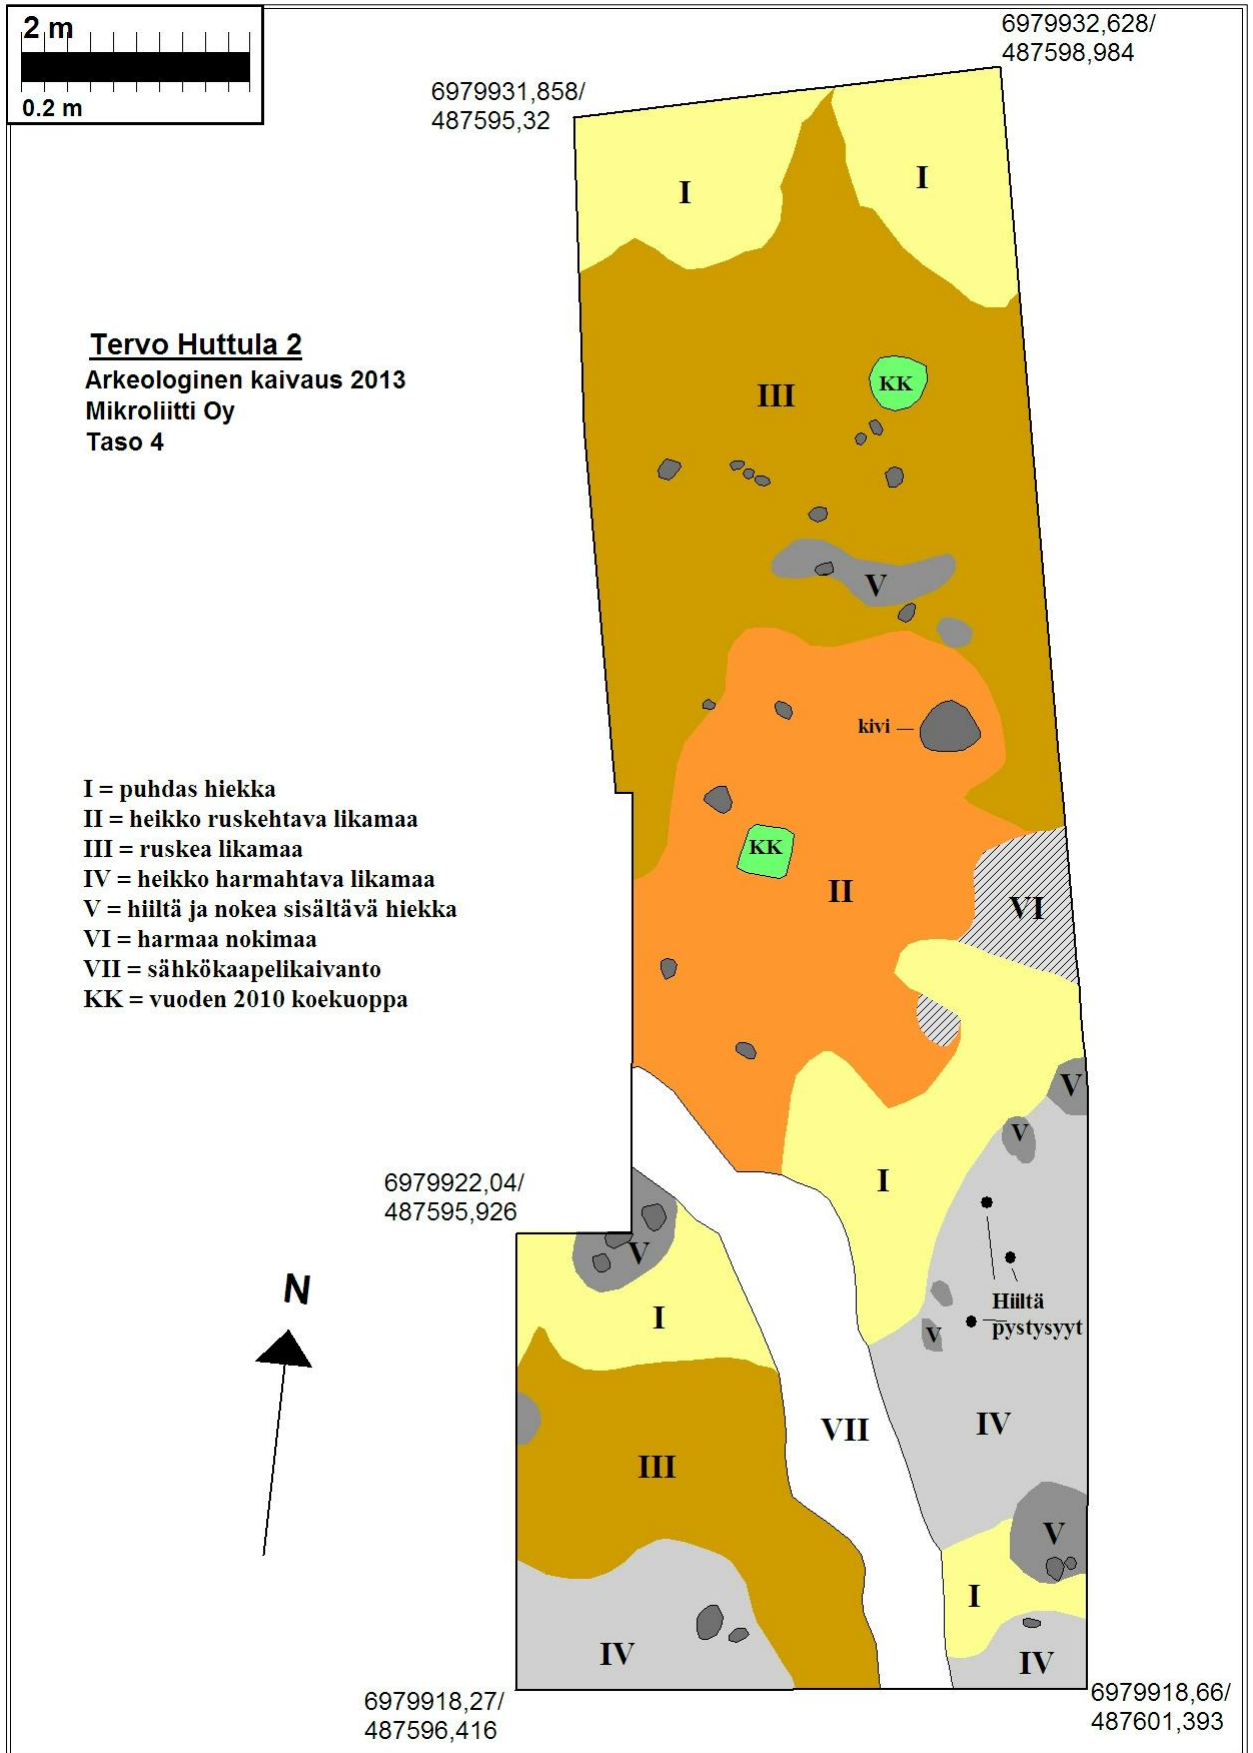 2 m
0.2 m
6979932,628/
487598,984
6979931,858/
487595,32
I
I
Tervo Huttula 2
Arkeologinen kaivaus 2013
Mikroliitti Oy
Taso 4
KK
III
V
kivi
I = puhdas hiekka
II = heikko ruskehtava likamaa
III = ruskea likamaa
IV = heikko harmahtava likamaa
V = hiiltä ja nokea sisältävä hiekka
VI = harmaa nokimaa
VII = sähkökaapelikaivanto
KK = vuoden 2010 koekuoppa
KK
II
VI
V
V
I
6979922,04/
487595,926
V
N
I
Hiiltä
pystysyyt
V
VII
IV
III
V
I
IV
IV
6979918,27/
487596,416
6979918,66/
487601,393